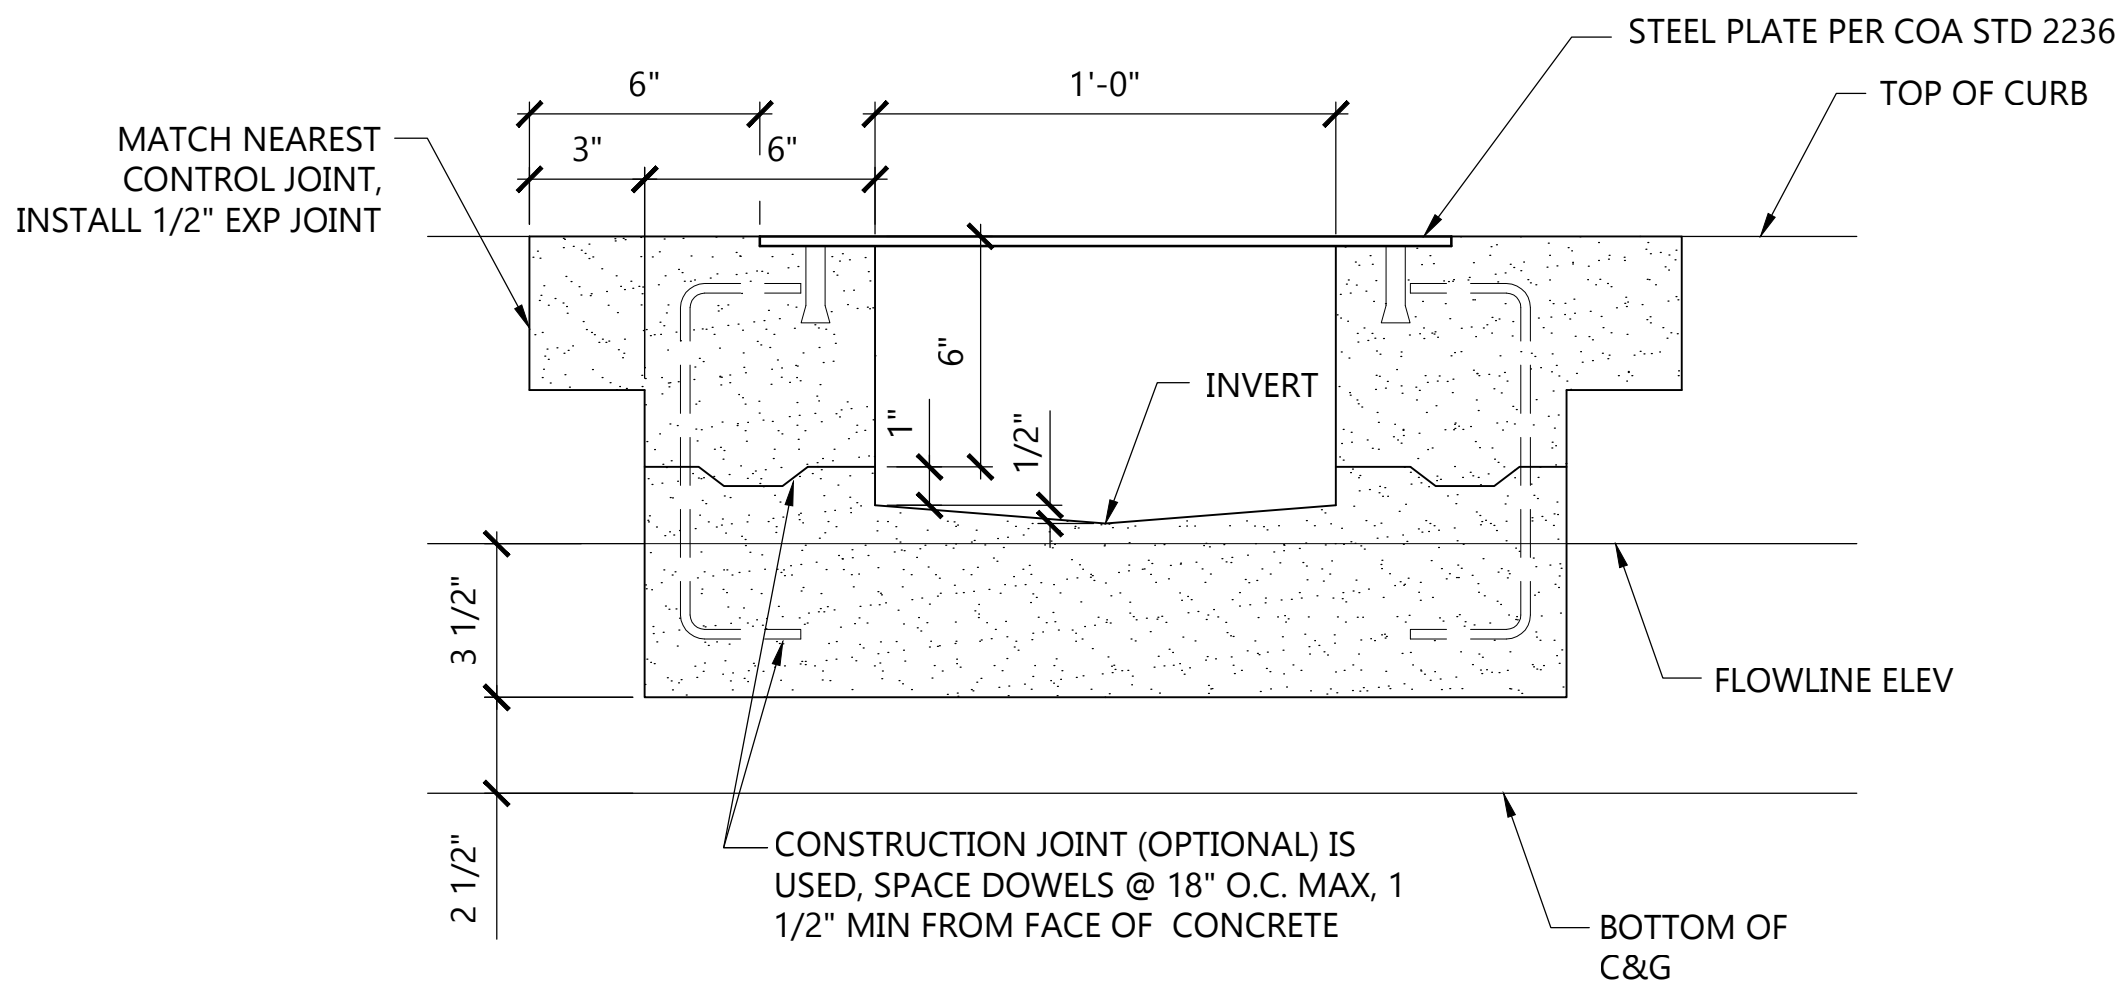 STEEL PLATE PER COA STD 2236
6"
1'-0"
TOP OF CURB
MATCH NEAREST
CONTROL JOINT,
INSTALL 1/2" EXP JOINT
3"
6"
6"
INVERT
1"
1/2"
3 1/2"
FLOWLINE ELEV
2 1/2"
CONSTRUCTION JOINT (OPTIONAL) IS
USED, SPACE DOWELS @ 18" O.C. MAX, 1
1/2" MIN FROM FACE OF CONCRETE
BOTTOM OF
C&G